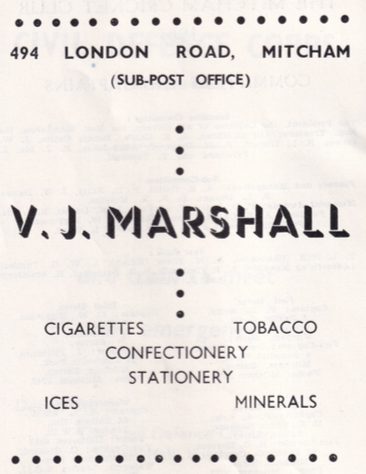 494 LONDON ROAD, MITCHAM
(SUB-POST OFFICE)
V. J. MARSHALL
CIGARETTES TOBACCO
CONFECTIONERY
STATIONERY
ICES MINERALS